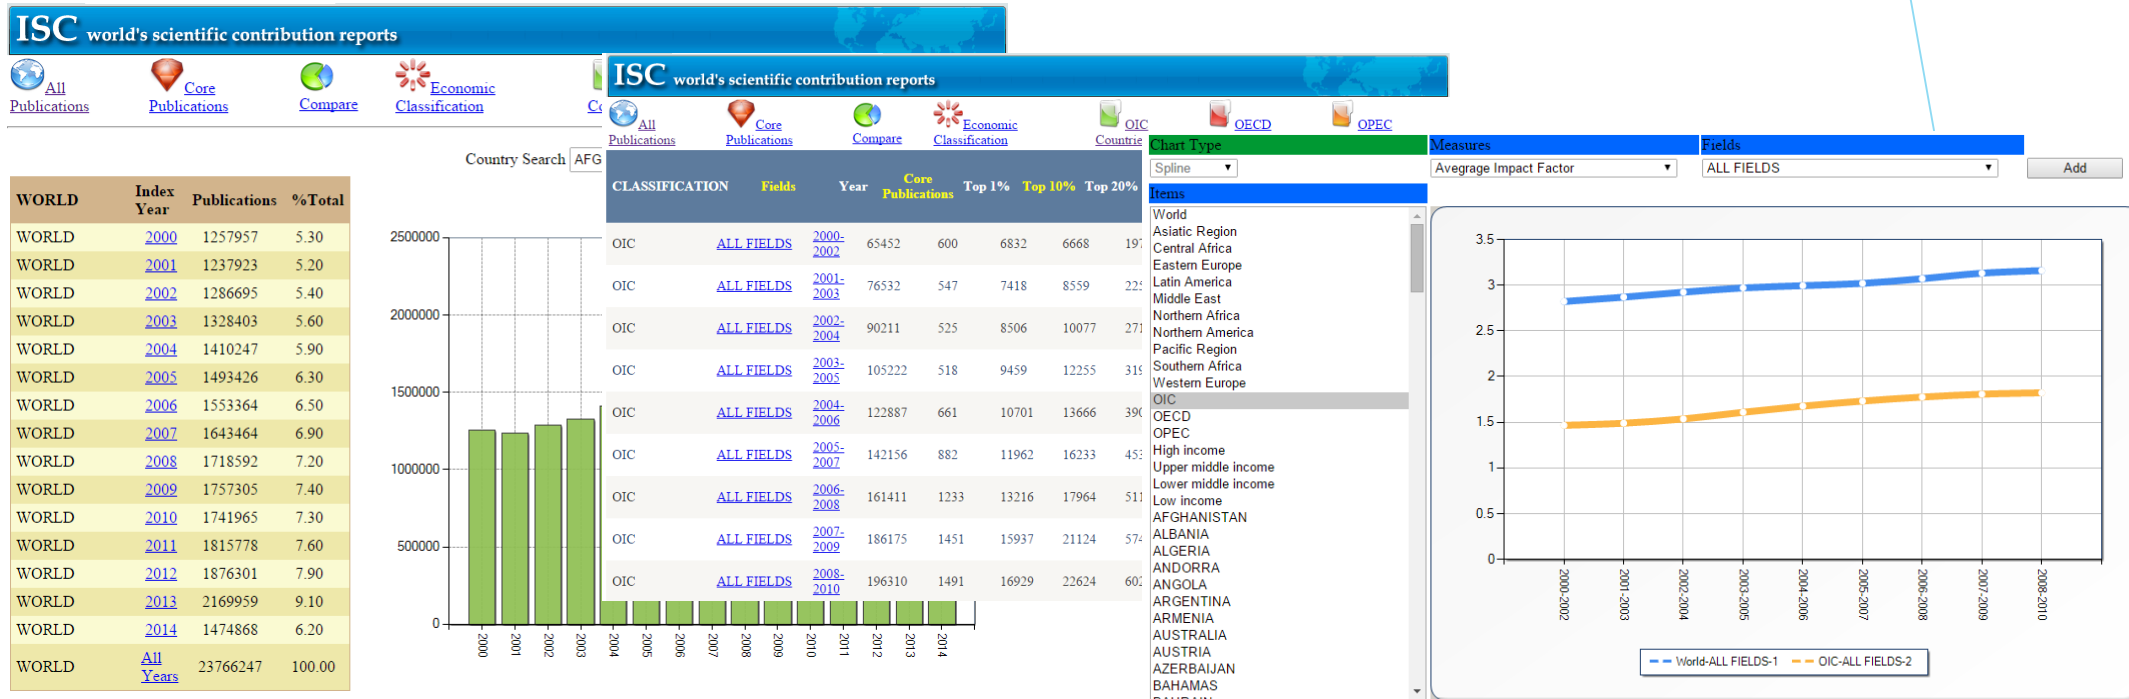 ISC world's scientific contribution reports
All Publications
Core Publications
Compare
Economic Classification
Country Search AFG
WORLD Index Year Publications %Total
WORLD 2000 1257957 5.30
WORLD 2001 1237923 5.20
WORLD 2002 1286695 5.40
WORLD 2003 1328403 5.60
WORLD 2004 1410247 5.90
WORLD 2005 1493426 6.30
WORLD 2006 1553364 6.50
WORLD 2007 1643464 6.90
WORLD 2008 1718592 7.20
WORLD 2009 1757305 7.40
WORLD 2010 1741965 7.30
WORLD 2011 1815778 7.60
WORLD 2012 1876301 7.90
WORLD 2013 2169959 9.10
WORLD 2014 1474868 6.20
WORLD All Years 23766247 100.00
2500000
2000000
1500000
1000000
500000
0
2000 2001 2002 2003 2004 2005 2006 2007 2008 2009 2010 2011 2012 2013 2014
ISC world's scientific contribution reports
All Publications
Core Publications
Compare
Economic Classification
OIC Countrie
OECD
OPEC
CLASSIFICATION Fields Year Core Publications Top 1% Top 10% Top 20%
OIC ALL FIELDS 2000-2002 65452 600 6832 6668 197
OIC ALL FIELDS 2001-2003 76532 547 7418 8559 225
OIC ALL FIELDS 2002-2004 90211 525 8506 10077 271
OIC ALL FIELDS 2003-2005 105222 518 9459 12255 319
OIC ALL FIELDS 2004-2006 122887 661 10701 13666 390
OIC ALL FIELDS 2005-2007 142156 882 11962 16233 453
OIC ALL FIELDS 2006-2008 161411 1233 13216 17964 511
OIC ALL FIELDS 2007-2009 186175 1451 15937 21124 574
OIC ALL FIELDS 2008-2010 196310 1491 16929 22624 602
Chart Type Measures Fields
Spline Avegrage Impact Factor ALL FIELDS Add
Items
World
Asiatic Region
Central Africa
Eastern Europe
Latin America
Middle East
Northern Africa
Northern America
Pacific Region
Southern Africa
Western Europe
OIC
OECD
OPEC
High income
Upper middle income
Lower middle income
Low income
AFGHANISTAN
ALBANIA
ALGERIA
ANDORRA
ANGOLA
ARGENTINA
ARMENIA
AUSTRALIA
AUSTRIA
AZERBAIJAN
BAHAMAS
3.5
3
2.5
2
1.5
1
0.5
0
2000-2002 2001-2003 2002-2004 2003-2005 2004-2006 2005-2007 2006-2008 2007-2009 2008-2010
World-ALL FIELDS-1 OIC-ALL FIELDS-2